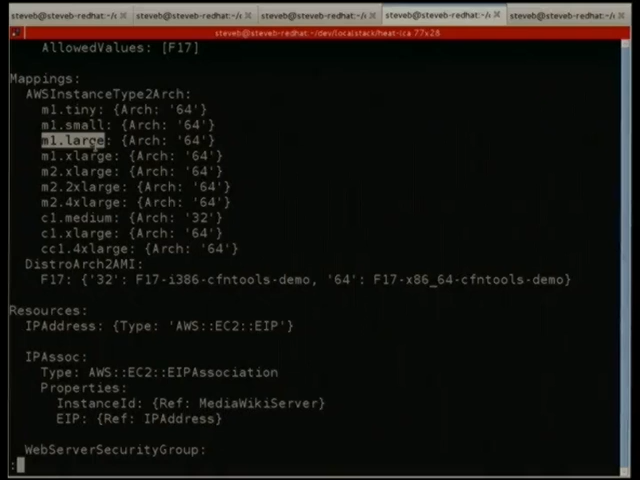 steveb@steveb-redhat:~/ steveb@steveb-redhat:~/ steveb@steveb-redhat:~/ steveb@steveb-redhat:~/ steveb@steveb-redhat:~/
steveb@steveb-redhat:~/dev/localstack/heat-lca 77x28
AllowedValues: [F17]
Mappings:
AWSInstanceType2Arch:
m1.tiny: {Arch: '64'}
m1.small: {Arch: '64'}
m1.large: {Arch: '64'}
m1.xlarge: {Arch: '64'}
m2.xlarge: {Arch: '64'}
m2.2xlarge: {Arch: '64'}
m2.4xlarge: {Arch: '64'}
c1.medium: {Arch: '32'}
c1.xlarge: {Arch: '64'}
cc1.4xlarge: {Arch: '64'}
DistroArch2AMI:
F17: {'32': F17-i386-cfntools-demo, '64': F17-x86_64-cfntools-demo}
Resources:
IPAddress: {Type: 'AWS::EC2::EIP'}
IPAssoc:
Type: AWS::EC2::EIPAssociation
Properties:
InstanceId: {Ref: MediaWikiServer}
EIP: {Ref: IPAddress}
WebServerSecurityGroup:
: